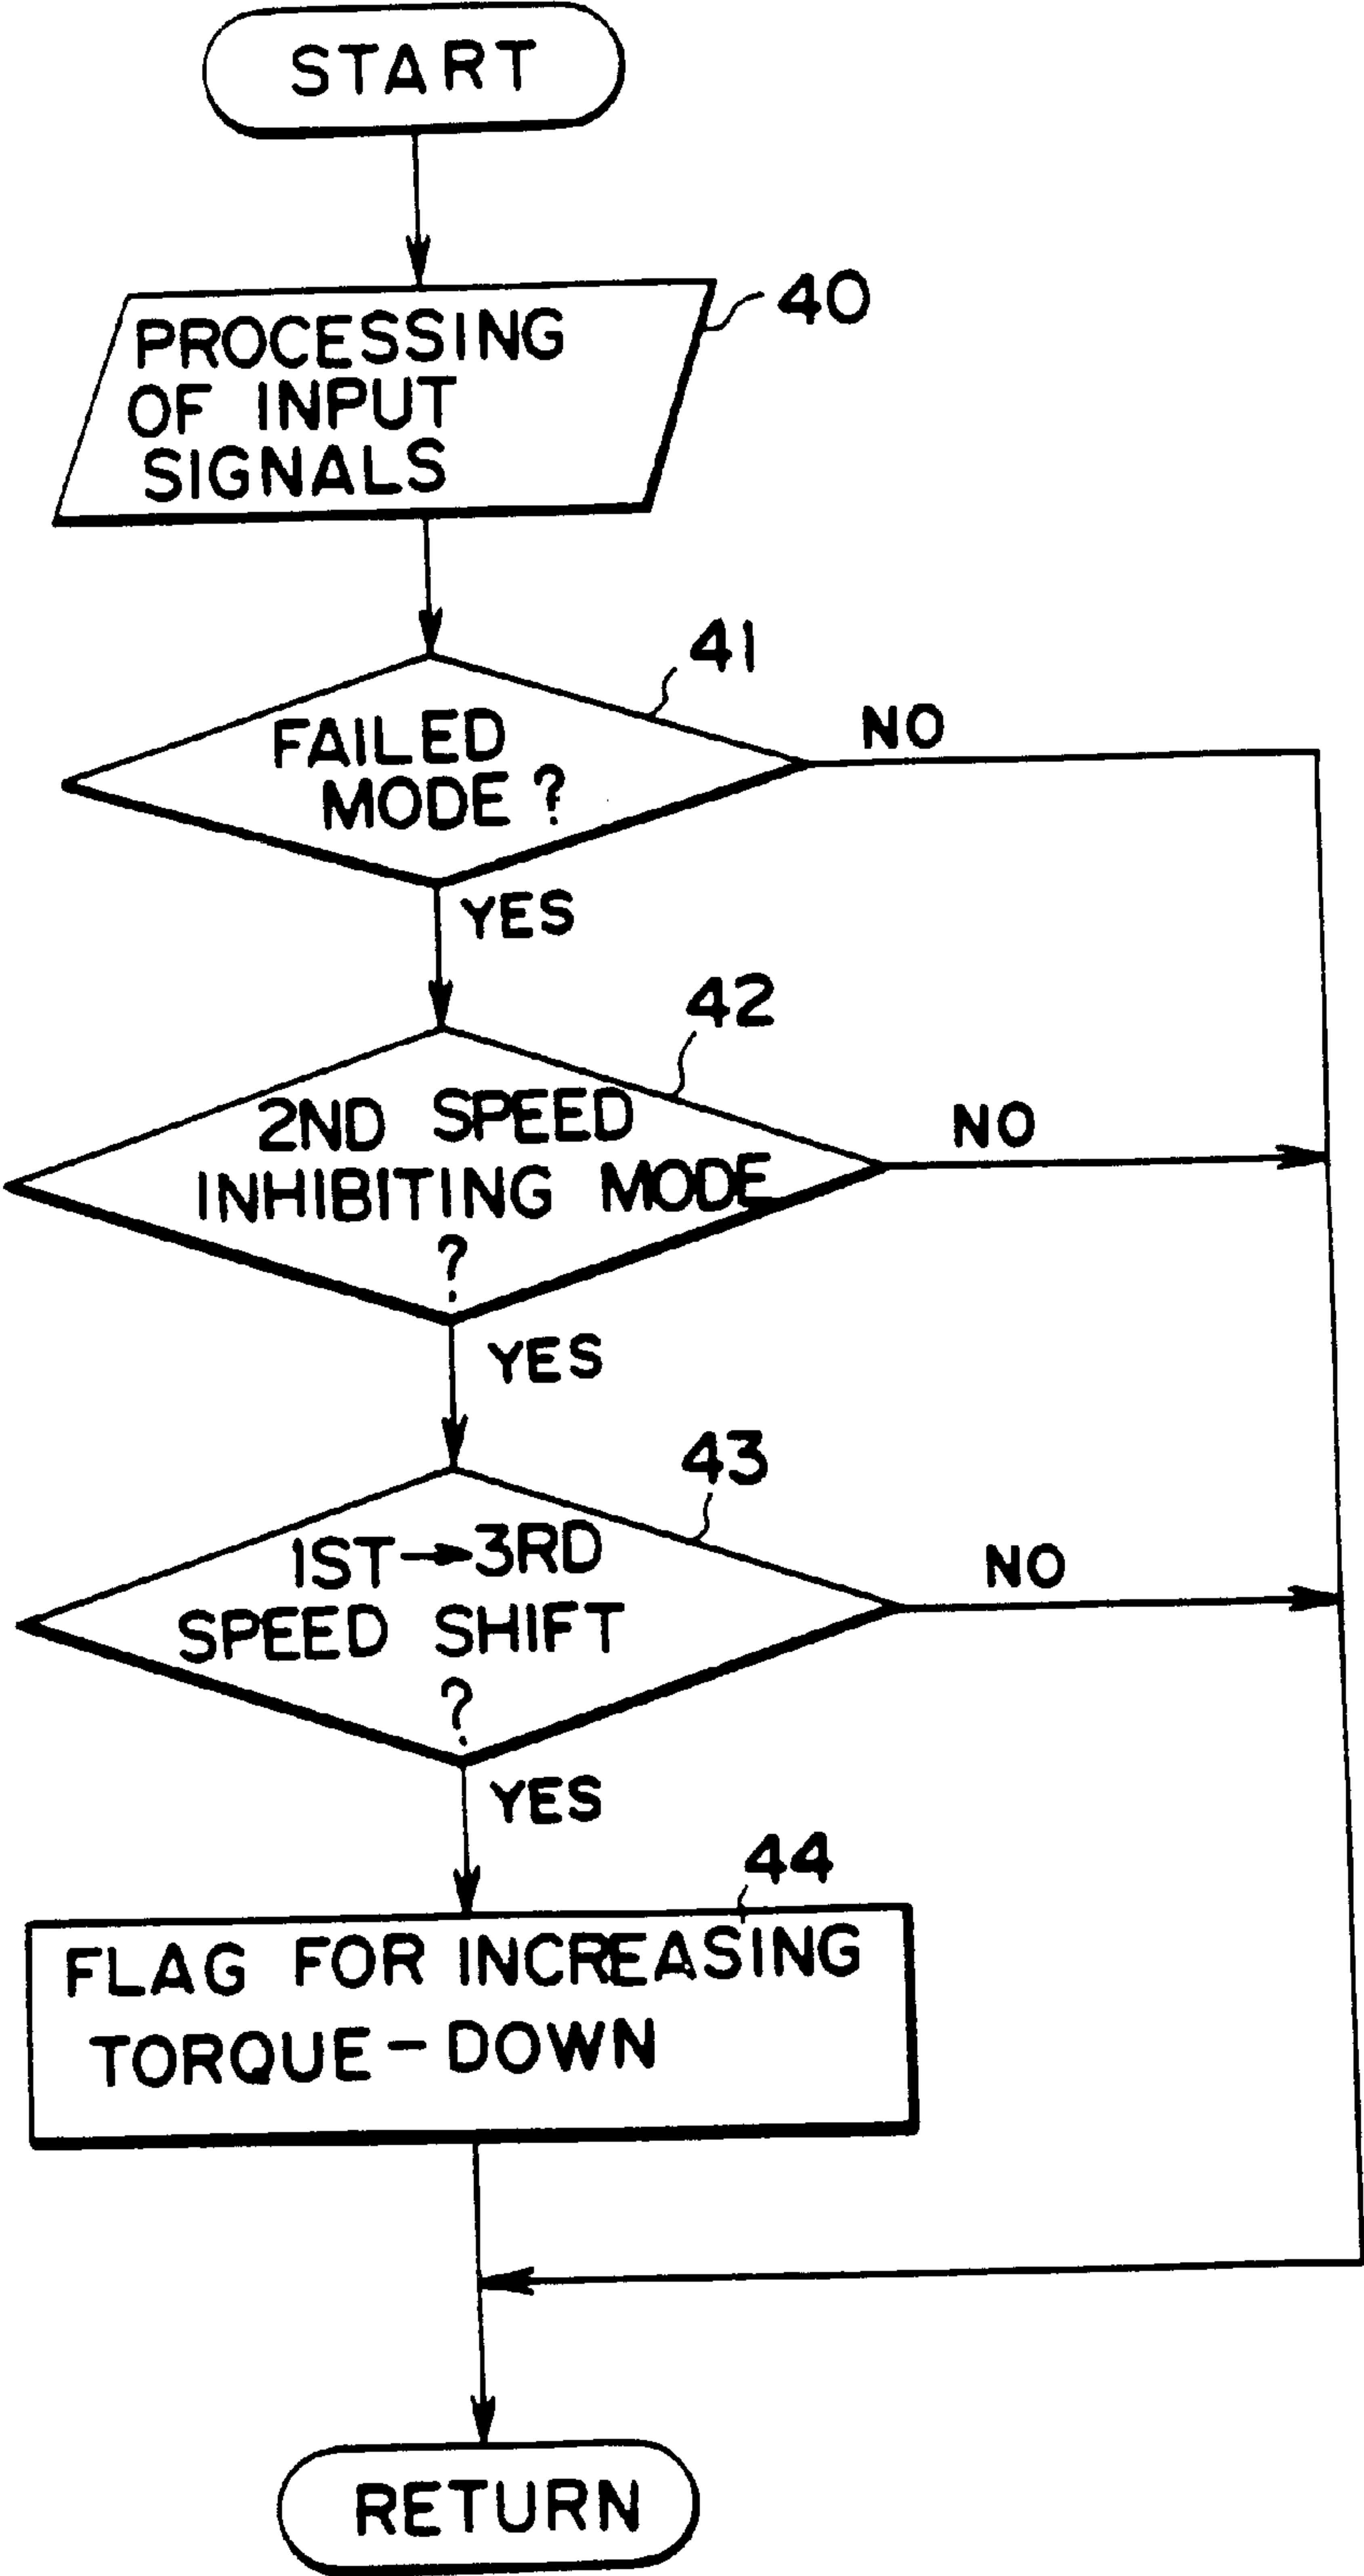 START
40
PROCESSING
OF INPUT
SIGNALS
41
FAILED
MODE?
NO
YES
42
2ND SPEED
INHIBITING MODE
?
NO
YES
43
1ST→3RD
SPEED SHIFT
?
NO
YES
44
FLAG FOR INCREASING
TORQUE-DOWN
RETURN